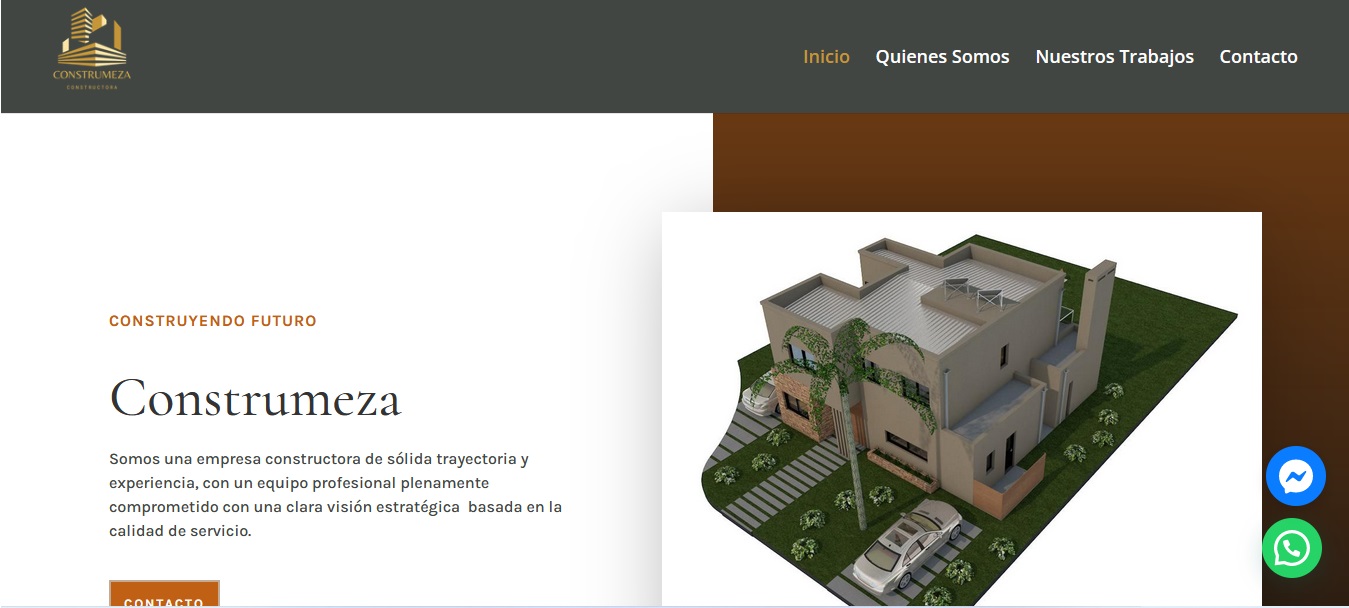 CONSTRUMEZA
CONSTRUCTORA
Inicio Quienes Somos Nuestros Trabajos Contacto
CONSTRUYENDO FUTURO
Construmeza
Somos una empresa constructora de sólida trayectoria y
experiencia, con un equipo profesional plenamente
comprometido con una clara visión estratégica  basada en la
calidad de servicio.
CONTACTO